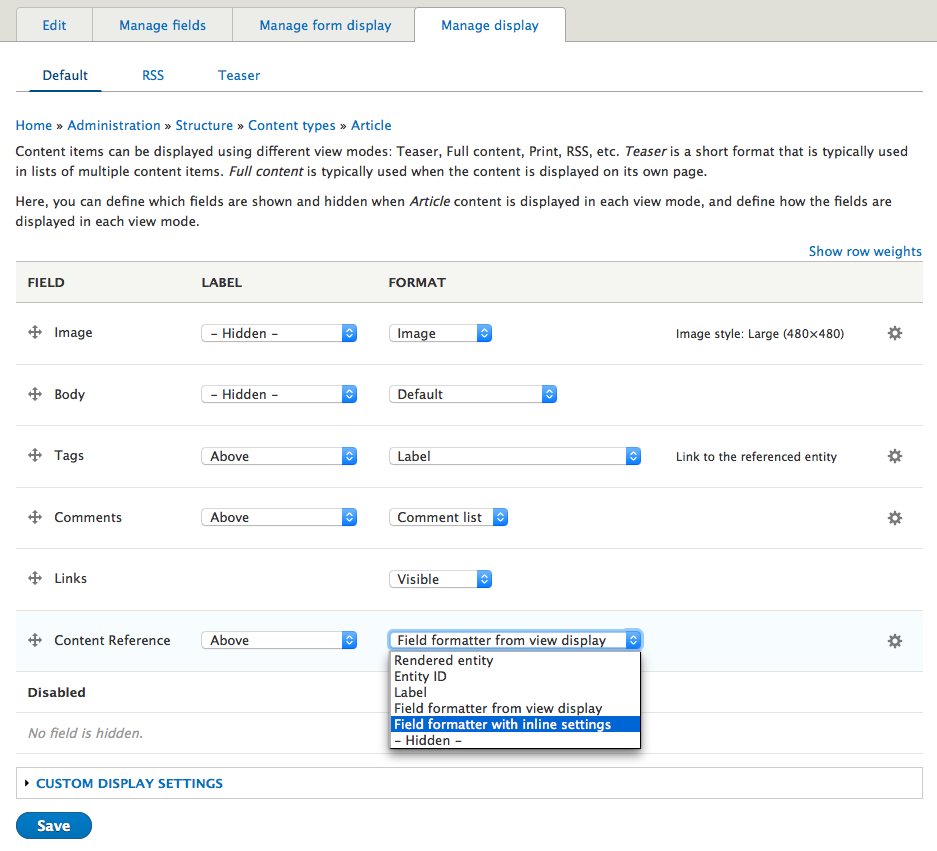 Edit Manage fields Manage form display Manage display
Default RSS Teaser
Home » Administration » Structure » Content types » Article
Content items can be displayed using different view modes: Teaser, Full content, Print, RSS, etc. Teaser is a short format that is typically used
in lists of multiple content items. Full content is typically used when the content is displayed on its own page.
Here, you can define which fields are shown and hidden when Article content is displayed in each view mode, and define how the fields are
displayed in each view mode.
Show row weights
FIELD LABEL FORMAT
Image – Hidden – Image Image style: Large (480×480)
Body – Hidden – Default
Tags Above Label Link to the referenced entity
Comments Above Comment list
Links Visible
Content Reference Above Field formatter from view display
Rendered entity
Entity ID
Label
Field formatter from view display
Field formatter with inline settings
– Hidden –
Disabled
No field is hidden.
CUSTOM DISPLAY SETTINGS
Save